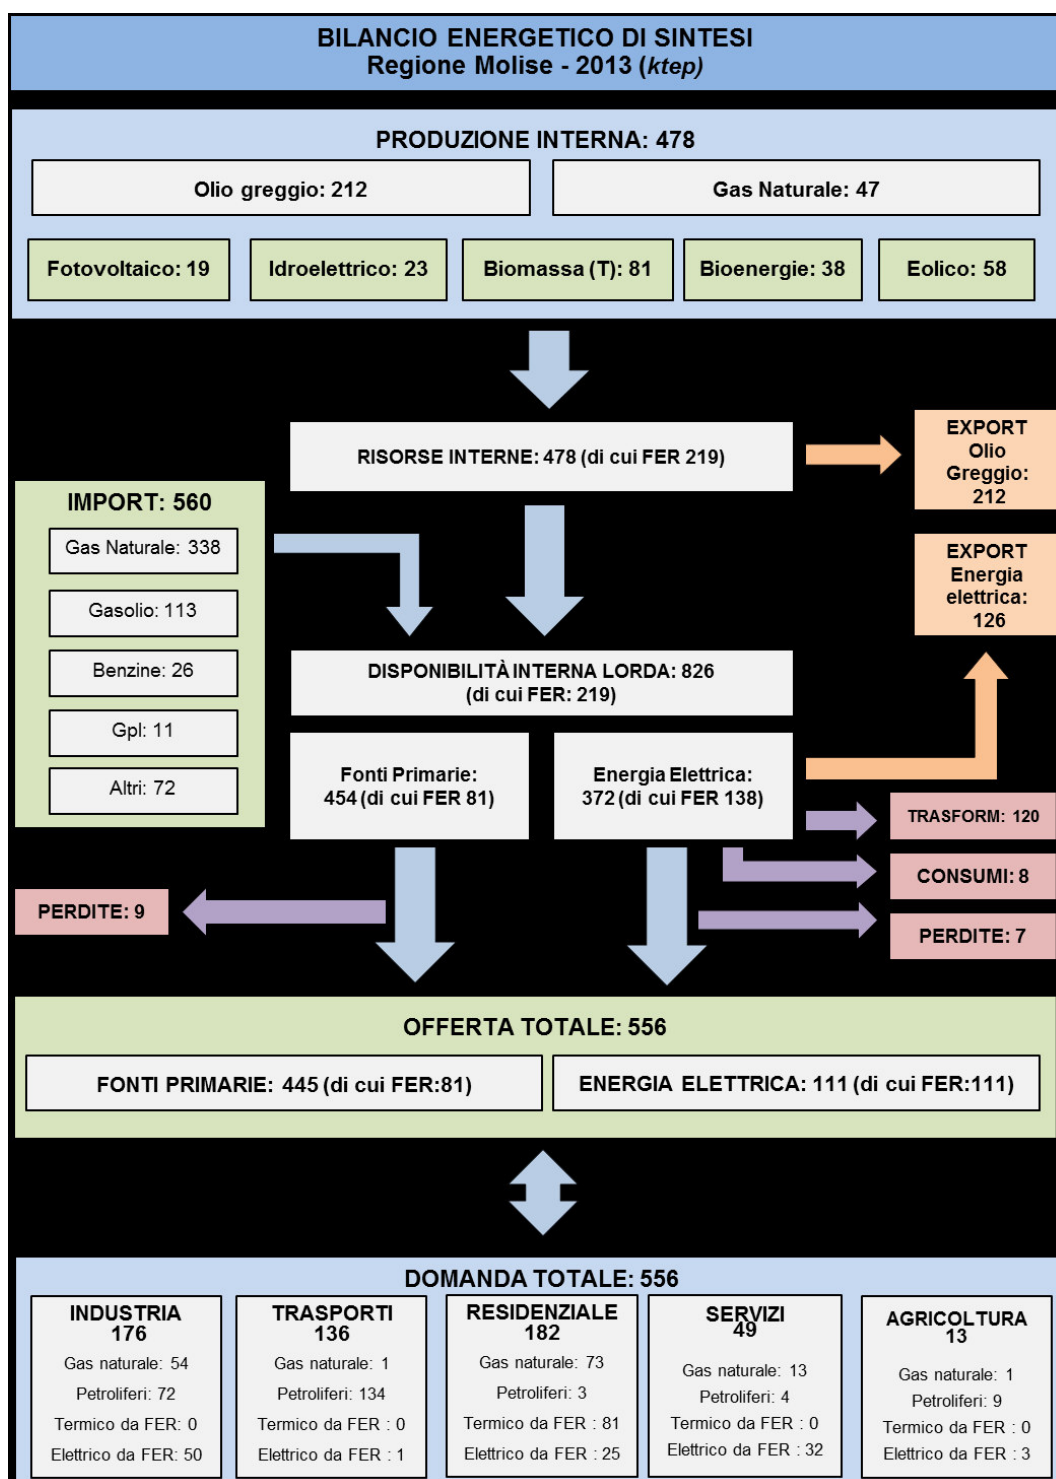 BILANCIO ENERGETICO DI SINTESI
Regione Molise - 2013 (ktep)
PRODUZIONE INTERNA: 478
Olio greggio: 212
Gas Naturale: 47
Fotovoltaico: 19
Idroelettrico: 23
Biomassa (T): 81
Bioenergie: 38
Eolico: 58
RISORSE INTERNE: 478 (di cui FER 219)
EXPORT
Olio
Greggio:
212
IMPORT: 560
Gas Naturale: 338
Gasolio: 113
Benzine: 26
Gpl: 11
Altri: 72
EXPORT
Energia
elettrica:
126
DISPONIBILITÀ INTERNA LORDA: 826
(di cui FER: 219)
Fonti Primarie:
454 (di cui FER 81)
Energia Elettrica:
372 (di cui FER 138)
TRASFORM: 120
CONSUMI: 8
PERDITE: 9
PERDITE: 7
OFFERTA TOTALE: 556
FONTI PRIMARIE: 445 (di cui FER:81)
ENERGIA ELETTRICA: 111 (di cui FER:111)
DOMANDA TOTALE: 556
INDUSTRIA
176
Gas naturale: 54
Petroliferi: 72
Termico da FER: 0
Elettrico da FER: 50
TRASPORTI
136
Gas naturale: 1
Petroliferi: 134
Termico da FER : 0
Elettrico da FER : 1
RESIDENZIALE
182
Gas naturale: 73
Petroliferi: 3
Termico da FER : 81
Elettrico da FER : 25
SERVIZI
49
Gas naturale: 13
Petroliferi: 4
Termico da FER : 0
Elettrico da FER : 32
AGRICOLTURA
13
Gas naturale: 1
Petroliferi: 9
Termico da FER : 0
Elettrico da FER : 3